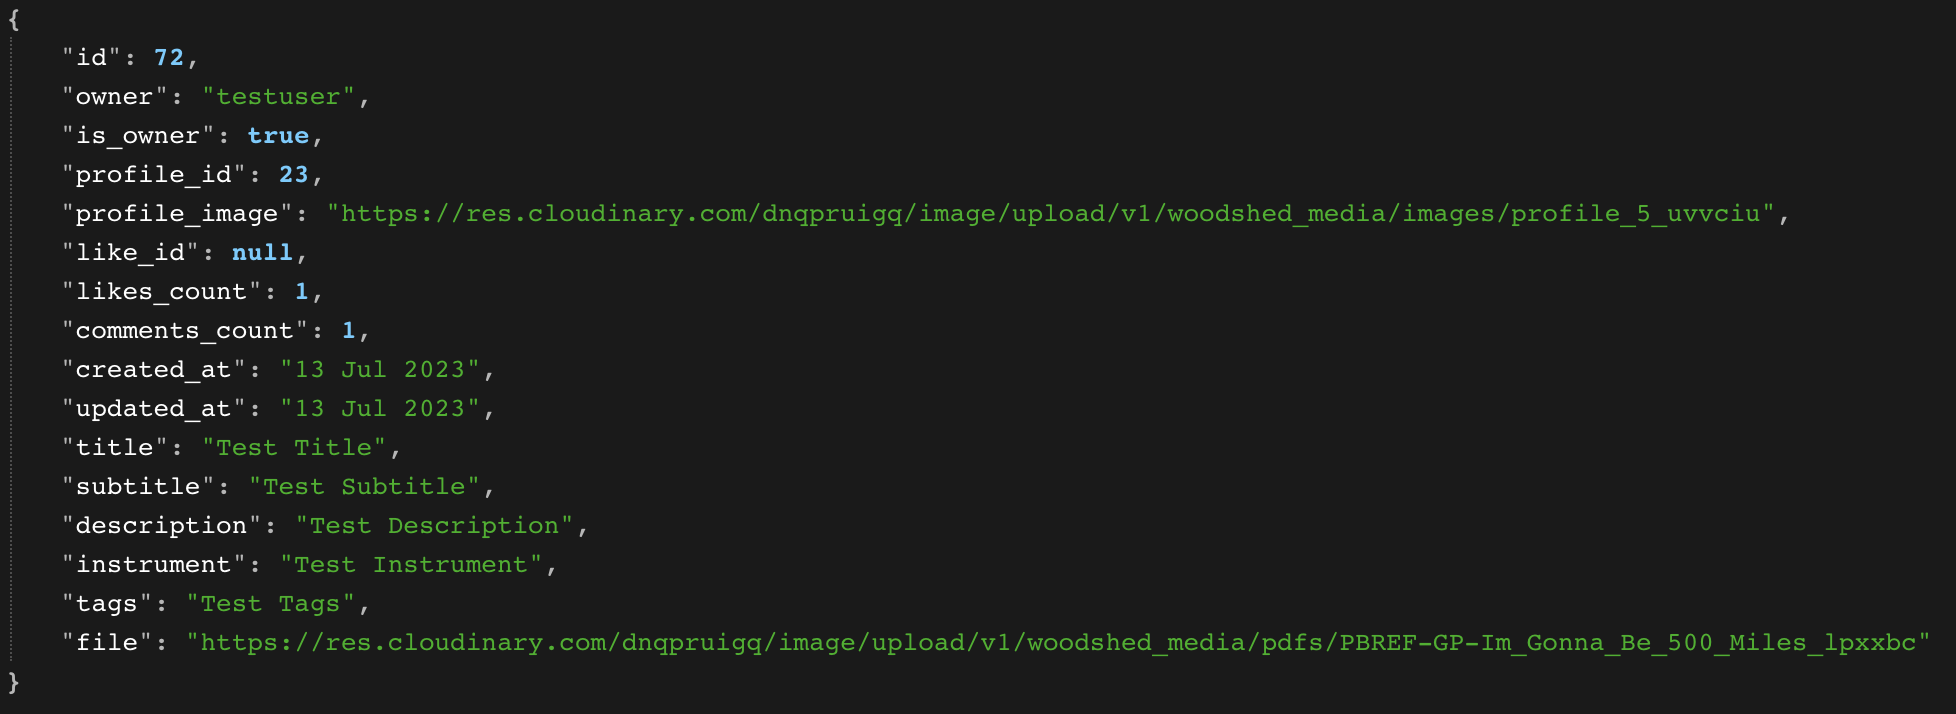 {
    "id": 72,
    "owner": "testuser",
    "is_owner": true,
    "profile_id": 23,
    "profile_image": "https://res.cloudinary.com/dnqpruigq/image/upload/v1/woodshed_media/images/profile_5_uvvciu",
    "like_id": null,
    "likes_count": 1,
    "comments_count": 1,
    "created_at": "13 Jul 2023",
    "updated_at": "13 Jul 2023",
    "title": "Test Title",
    "subtitle": "Test Subtitle",
    "description": "Test Description",
    "instrument": "Test Instrument",
    "tags": "Test Tags",
    "file": "https://res.cloudinary.com/dnqpruigq/image/upload/v1/woodshed_media/pdfs/PBREF-GP-Im_Gonna_Be_500_Miles_lpxxbc"
}